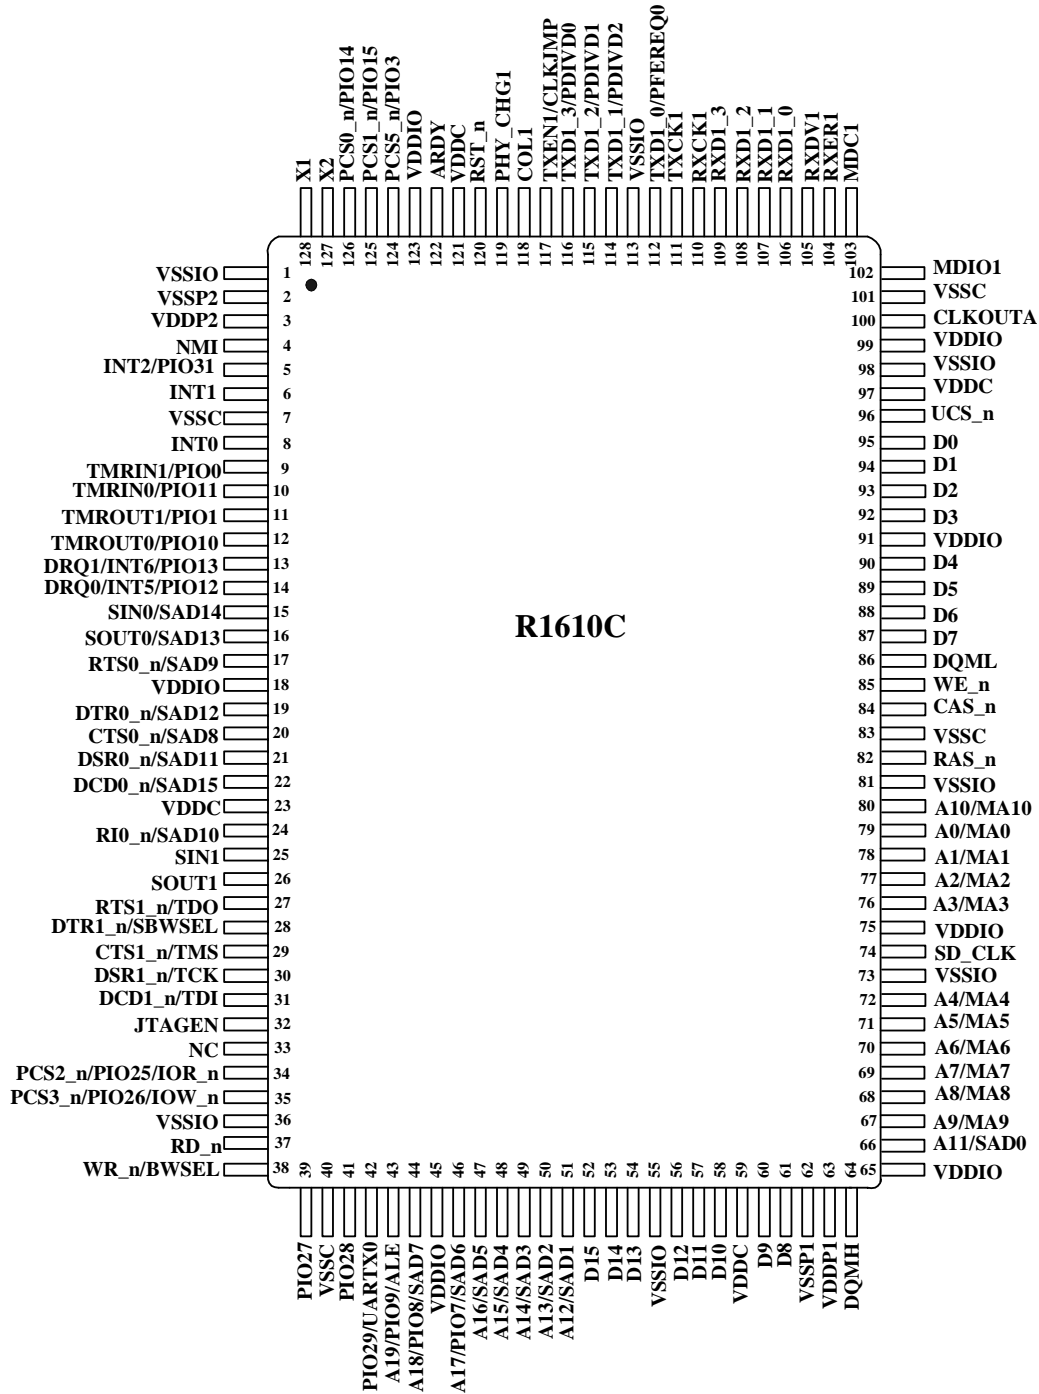 X1
X2
PCS0_n/PIO14
PCS1_n/PIO15
PCS5_n/PIO3
VDDIO
ARDY
VDDC
RST_n
PHY_CHG1
COL1
TXEN1/CLKJMP
TXD1_3/PDIVD0
TXD1_2/PDIVD1
TXD1_1/PDIVD2
VSSIO
TXD1_0/PFEREQ0
TXCK1
RXCK1
RXD1_3
RXD1_2
RXD1_1
RXD1_0
RXDV1
RXER1
MDC1
128
127
126
125
124
123
122
121
120
119
118
117
116
115
114
113
112
111
110
109
108
107
106
105
104
103
VSSIO 1
VSSP2 2
VDDP2 3
NMI 4
INT2/PIO31 5
INT1 6
VSSC 7
INT0 8
TMRIN1/PIO0 9
TMRIN0/PIO11 10
TMROUT1/PIO1 11
TMROUT0/PIO10 12
DRQ1/INT6/PIO13 13
DRQ0/INT5/PIO12 14
SIN0/SAD14 15
SOUT0/SAD13 16
RTS0_n/SAD9 17
VDDIO 18
DTR0_n/SAD12 19
CTS0_n/SAD8 20
DSR0_n/SAD11 21
DCD0_n/SAD15 22
VDDC 23
RI0_n/SAD10 24
SIN1 25
SOUT1 26
RTS1_n/TDO 27
DTR1_n/SBWSEL 28
CTS1_n/TMS 29
DSR1_n/TCK 30
DCD1_n/TDI 31
JTAGEN 32
NC 33
PCS2_n/PIO25/IOR_n 34
PCS3_n/PIO26/IOW_n 35
VSSIO 36
RD_n 37
WR_n/BWSEL 38
R1610C
102 MDIO1
101 VSSC
100 CLKOUTA
99 VDDIO
98 VSSIO
97 VDDC
96 UCS_n
95 D0
94 D1
93 D2
92 D3
91 VDDIO
90 D4
89 D5
88 D6
87 D7
86 DQML
85 WE_n
84 CAS_n
83 VSSC
82 RAS_n
81 VSSIO
80 A10/MA10
79 A0/MA0
78 A1/MA1
77 A2/MA2
76 A3/MA3
75 VDDIO
74 SD_CLK
73 VSSIO
72 A4/MA4
71 A5/MA5
70 A6/MA6
69 A7/MA7
68 A8/MA8
67 A9/MA9
66 A11/SAD0
65 VDDIO
39
40
41
42
43
44
45
46
47
48
49
50
51
52
53
54
55
56
57
58
59
60
61
62
63
64
PIO27
VSSC
PIO28
PIO29/UARTX0
A19/PIO9/ALE
A18/PIO8/SAD7
VDDIO
A17/PIO7/SAD6
A16/SAD5
A15/SAD4
A14/SAD3
A13/SAD2
A12/SAD1
D15
D14
D13
VSSIO
D12
D11
D10
VDDC
D9
D8
VSSP1
VDDP1
DQMH